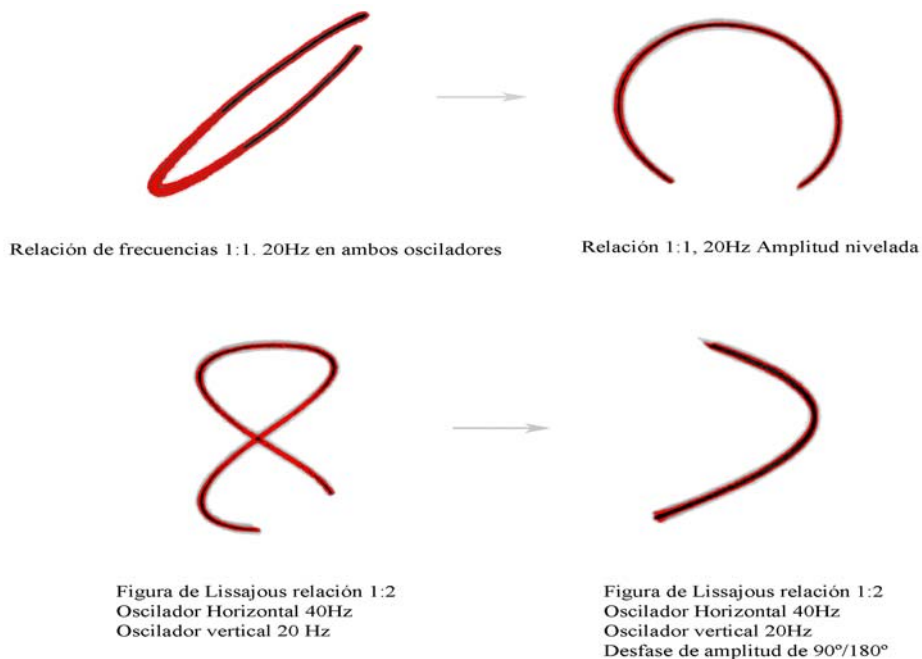 Relación de frecuencias 1:1. 20Hz en ambos osciladores
Relación 1:1, 20Hz Amplitud nivelada
Figura de Lissajous relación 1:2
Oscilador Horizontal 40Hz
Oscilador vertical 20 Hz
Figura de Lissajous relación 1:2
Oscilador Horizontal 40Hz
Oscilador vertical 20Hz
Desfase de amplitud de 90º/180º